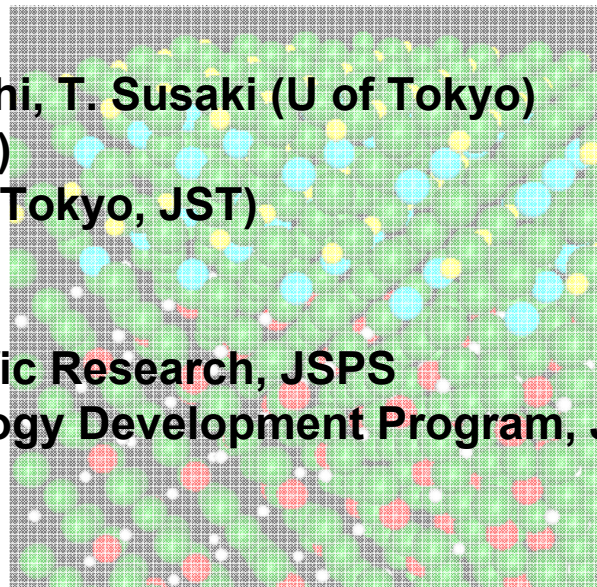 hi, T. Susaki (U of Tokyo)
)
Tokyo, JST)
ic Research, JSPS
ogy Development Program, J